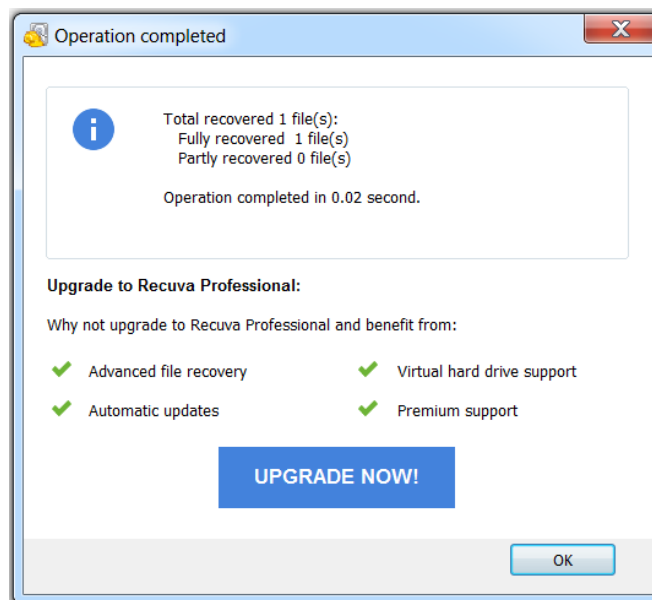 Operation completed
Total recovered 1 file(s):
Fully recovered 1 file(s)
Partly recovered 0 file(s)
Operation completed in 0.02 second.
Upgrade to Recuva Professional:
Why not upgrade to Recuva Professional and benefit from:
Advanced file recovery
Virtual hard drive support
Automatic updates
Premium support
UPGRADE NOW!
OK